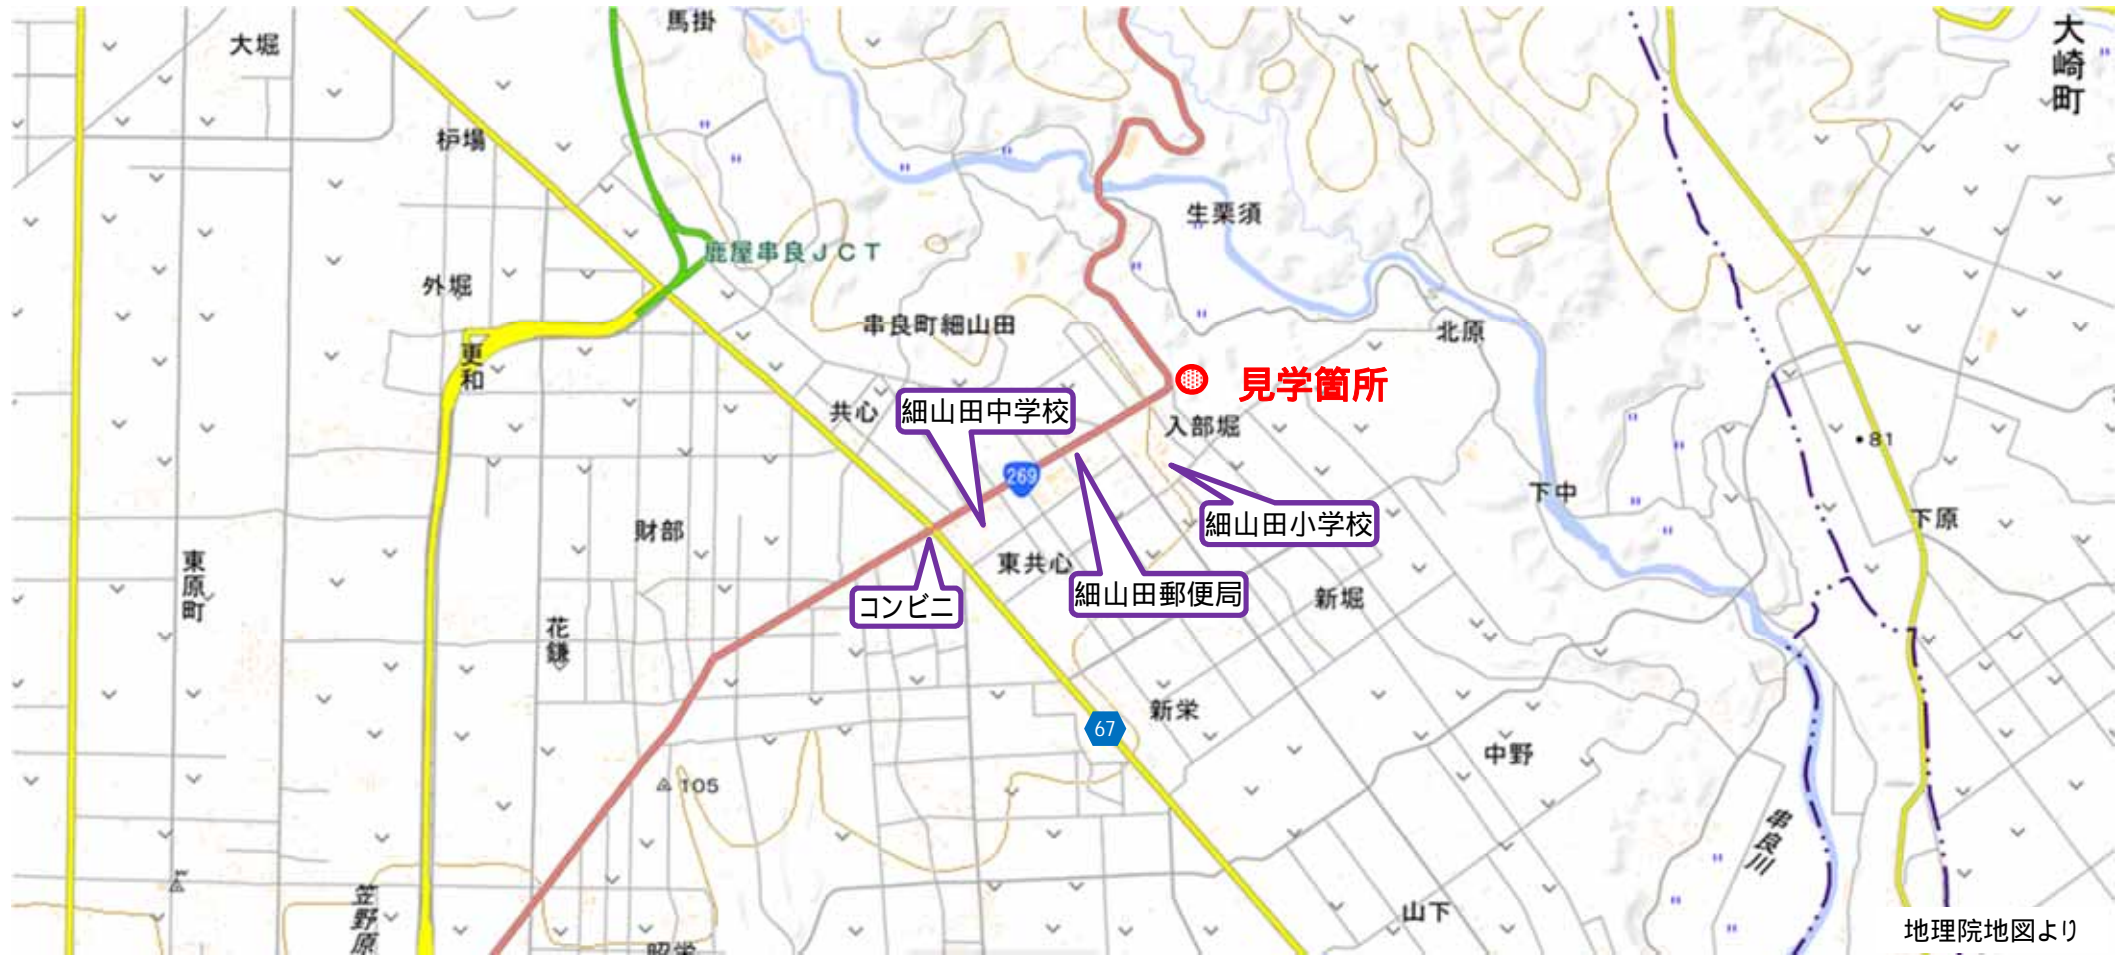 馬掛
大堀
大崎町
枦場
生栗須
鹿屋串良JCT
外堀
串良町細山田
北原
更和
見学箇所
共心
細山田中学校
入部堀
81
269
下中
下原
財部
細山田小学校
東共心
東原町
細山田郵便局
コンビニ
新堀
花鎌
新栄
67
中野
105
串良川
山下
笠野原
地理院地図より